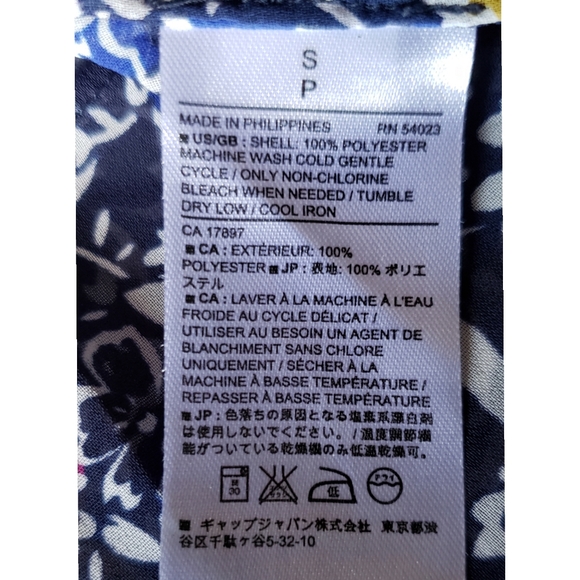 S
P
MADE IN PHILIPPINES RN 54023
US/GB : SHELL: 100% POLYESTER
MACHINE WASH COLD GENTLE
CYCLE / ONLY NON-CHLORINE
BLEACH WHEN NEEDED / TUMBLE
DRY LOW / COOL IRON
CA 17897
CA : EXTÉRIEUR: 100%
POLYESTER ■ JP : 表地: 100% ポリエ
ステル
CA : LAVER À LA MACHINE À L'EAU
FROIDE AU CYCLE DÉLICAT /
UTILISER AU BESOIN UN AGENT DE
BLANCHIMENT SANS CHLORE
UNIQUEMENT / SÉCHER À LA
MACHINE À BASSE TEMPÉRATURE /
REPASSER À BASSE TEMPÉRATURE
JP : 色落ちの原因となる塩素系漂白剤
は使用しないでください。/ 温度調節機
能がついている乾燥機のみ低温乾燥可。
30 低 ドライ
ギャップジャパン株式会社 東京都渋
谷区千駄ヶ谷5-32-10